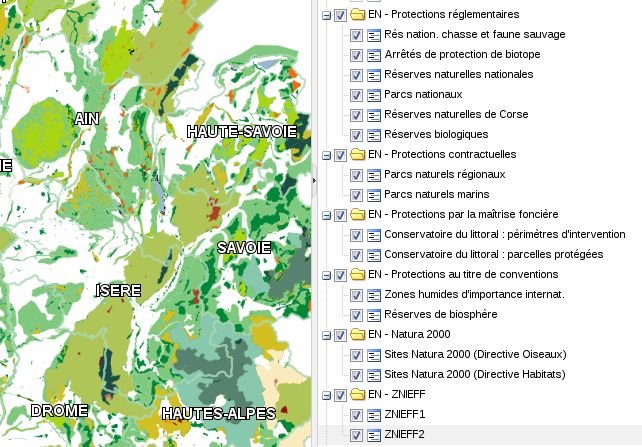 AIN
HAUTE-SAVOIE
IE
SAVOIE
ISERE
DROME
HAUTES-ALPES
EN - Protections réglementaires
Rés nation. chasse et faune sauvage
Arrêtés de protection de biotope
Réserves naturelles nationales
Parcs nationaux
Réserves naturelles de Corse
Réserves biologiques
EN - Protections contractuelles
Parcs naturels régionaux
Parcs naturels marins
EN - Protections par la maîtrise foncière
Conservatoire du littoral : périmètres d'intervention
Conservatoire du littoral : parcelles protégées
EN - Protections au titre de conventions
Zones humides d'importance internat.
Réserves de biosphère
EN - Natura 2000
Sites Natura 2000 (Directive Oiseaux)
Sites Natura 2000 (Directive Habitats)
EN - ZNIEFF
ZNIEFF1
ZNIEFF2